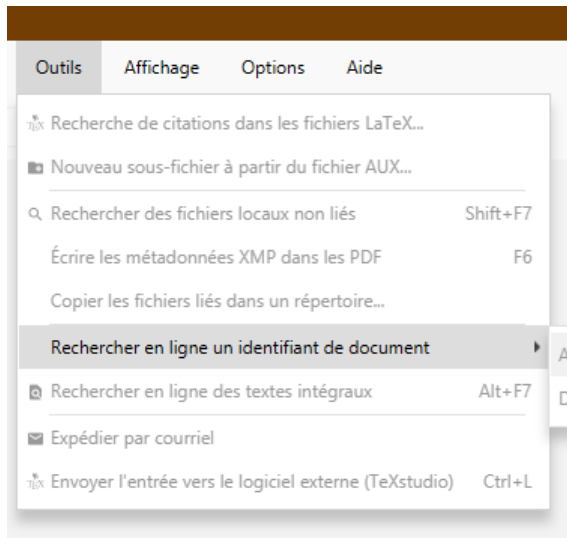 Outils Affichage Options Aide
Recherche de citations dans les fichiers LaTeX...
Nouveau sous-fichier à partir du fichier AUX...
Rechercher des fichiers locaux non liés Shift+F7
Écrire les métadonnées XMP dans les PDF F6
Copier les fichiers liés dans un répertoire...
Rechercher en ligne un identifiant de document
A
Rechercher en ligne des textes intégraux Alt+F7
D
Expédier par courriel
Envoyer l'entrée vers le logiciel externe (TeXstudio) Ctrl+L